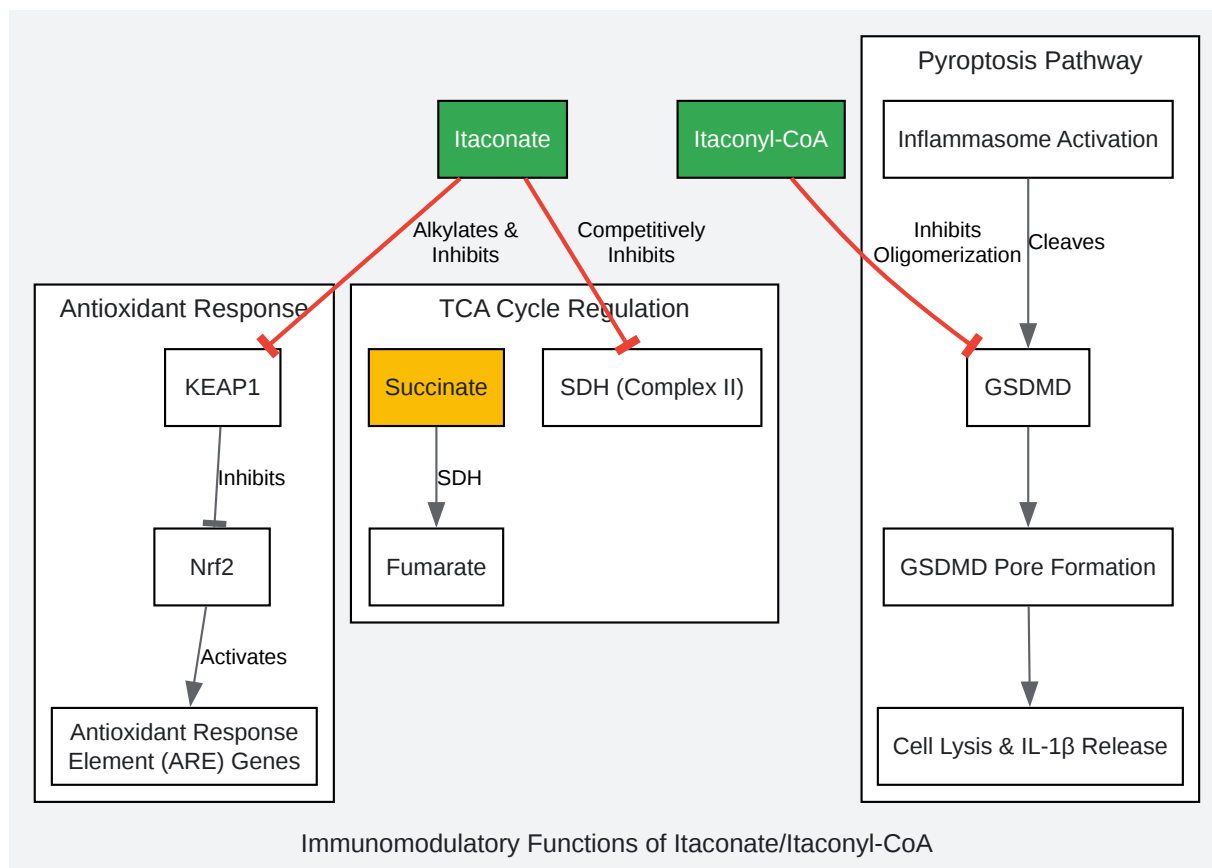 Pyroptosis Pathway
Itaconate
Itaconyl-CoA
Inflammasome Activation
Alkylates &
Inhibits
Competitively
Inhibits
Inhibits
Oligomerization
Cleaves
Antioxidant Response
TCA Cycle Regulation
KEAP1
Succinate
SDH (Complex II)
GSDMD
Inhibits
SDH
Nrf2
Fumarate
GSDMD Pore Formation
Activates
Antioxidant Response
Element (ARE) Genes
Cell Lysis & IL-1β Release
Immunomodulatory Functions of Itaconate/Itaconyl-CoA